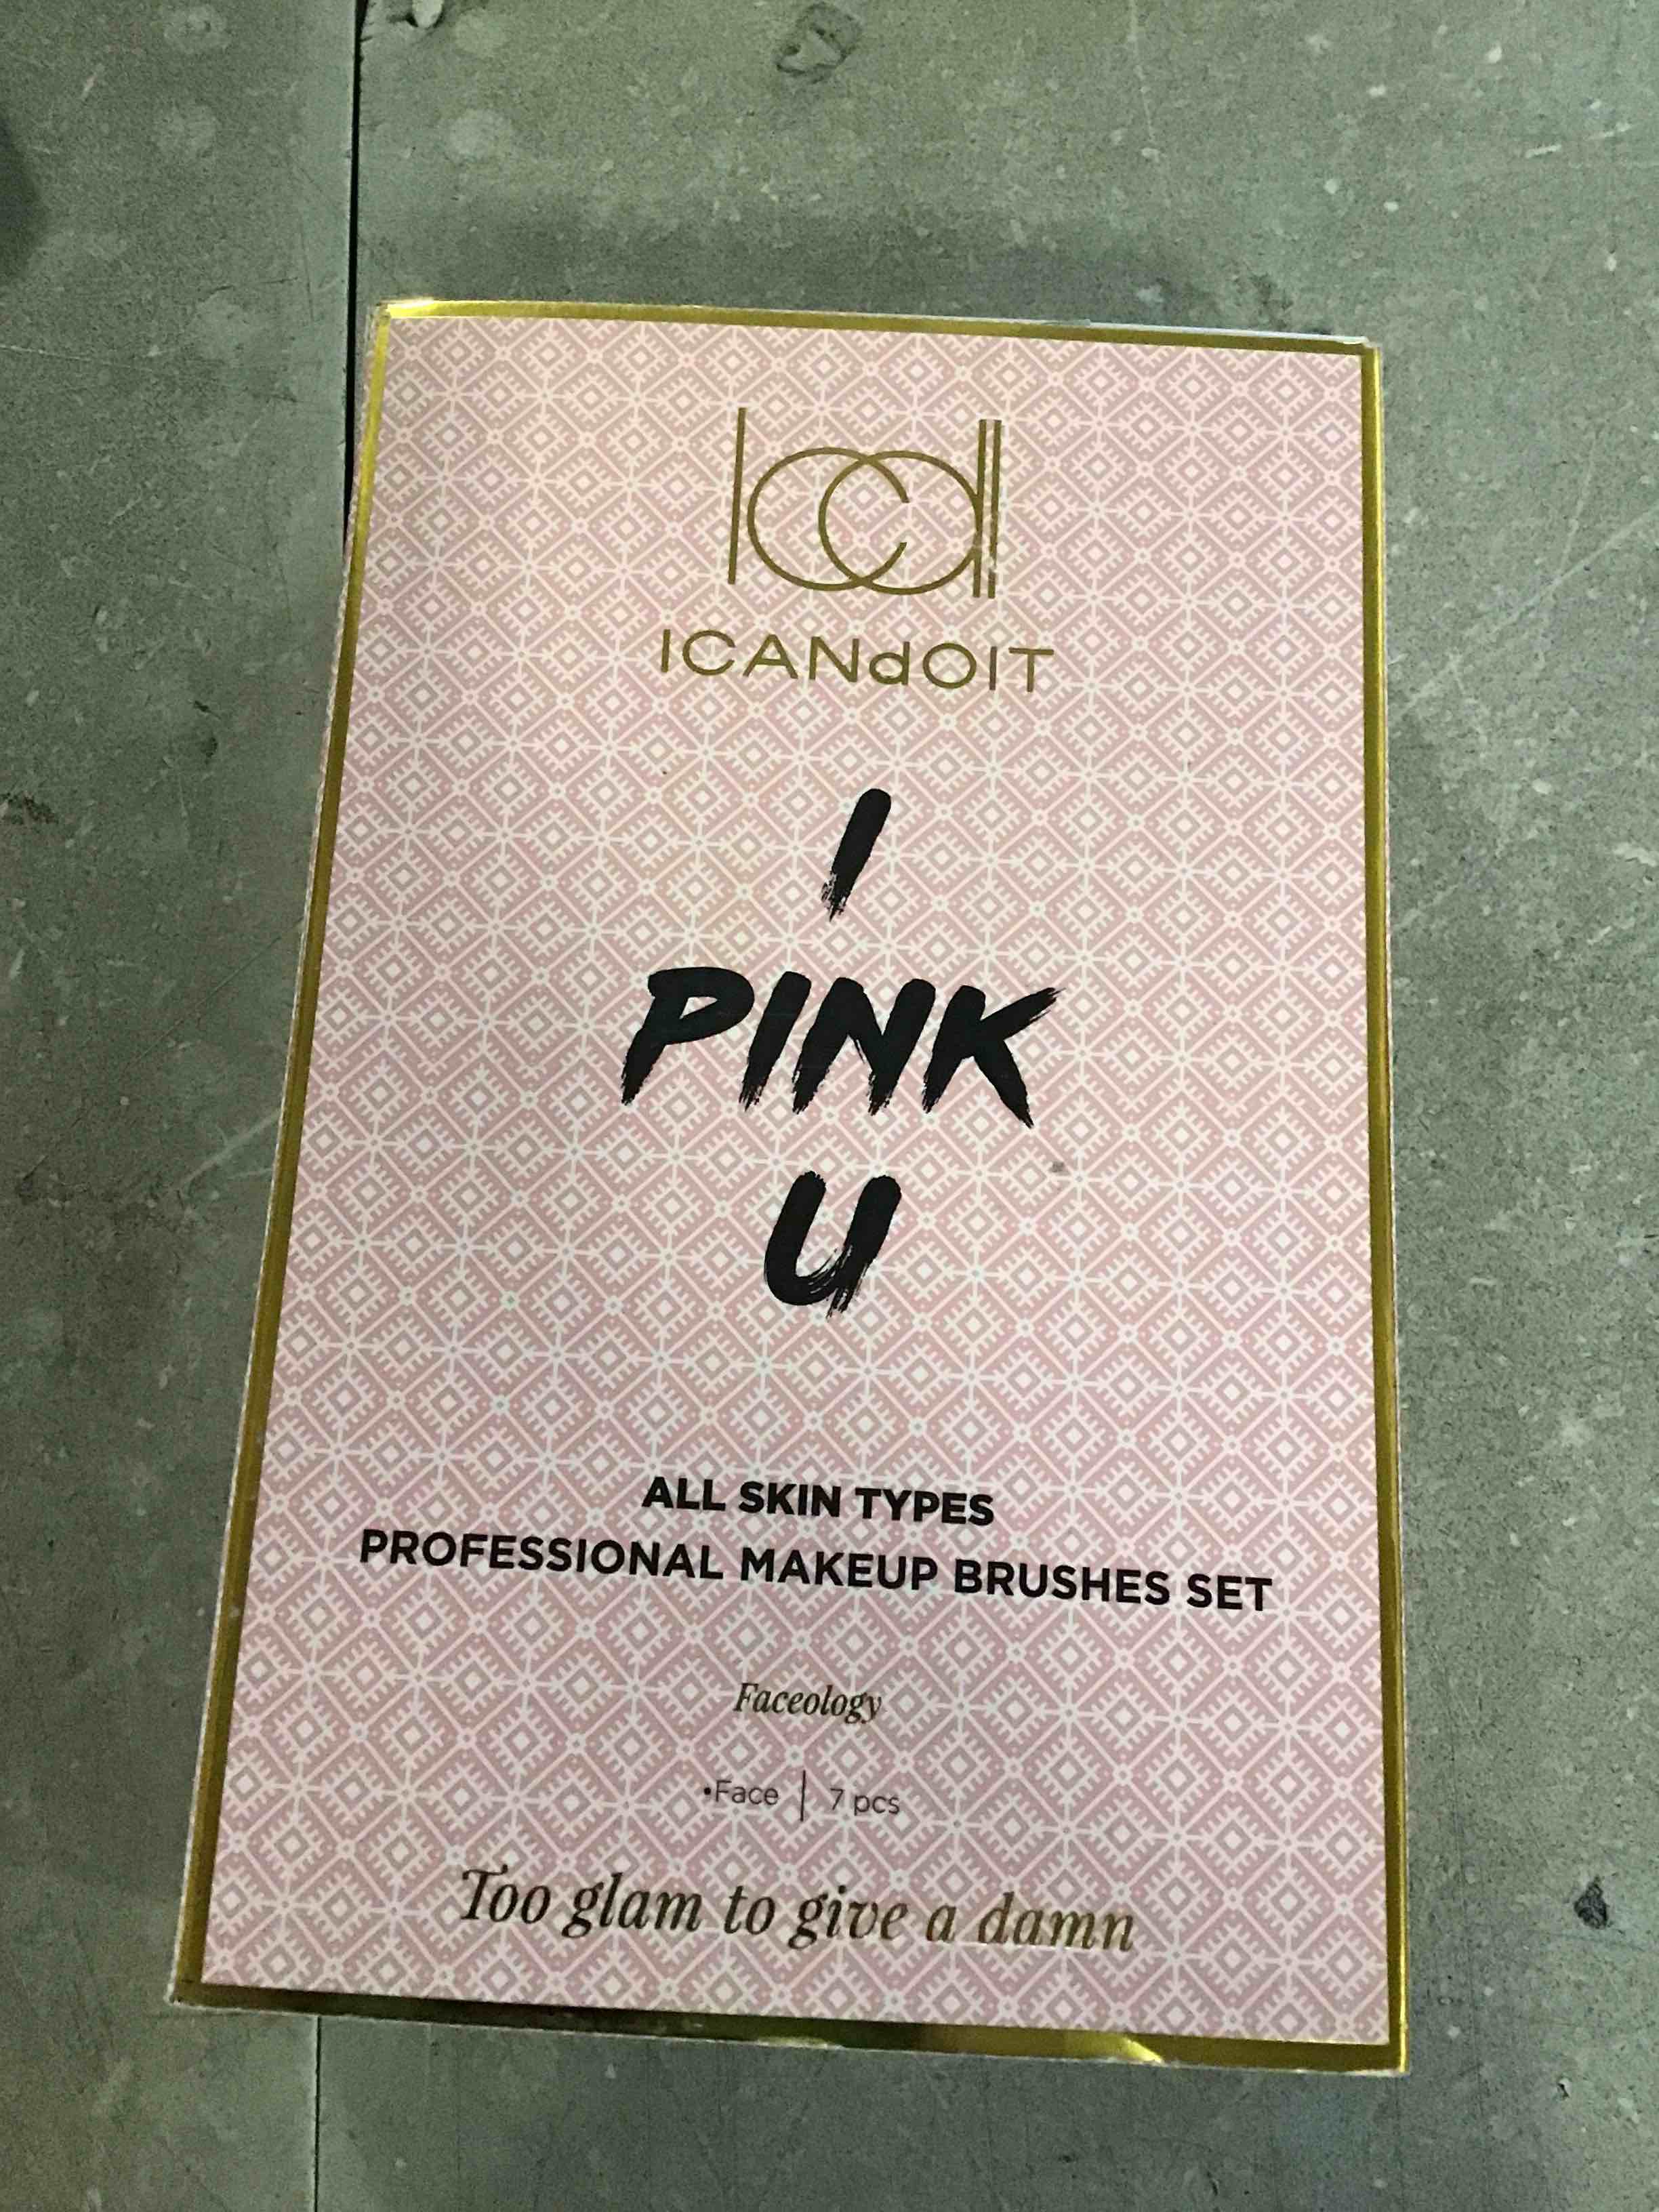 ICANdOIT
I
PINK
U
ALL SKIN TYPES
PROFESSIONAL MAKEUP BRUSHES SET
Faceology
•Face | 7 pcs
Too glam to give a damn